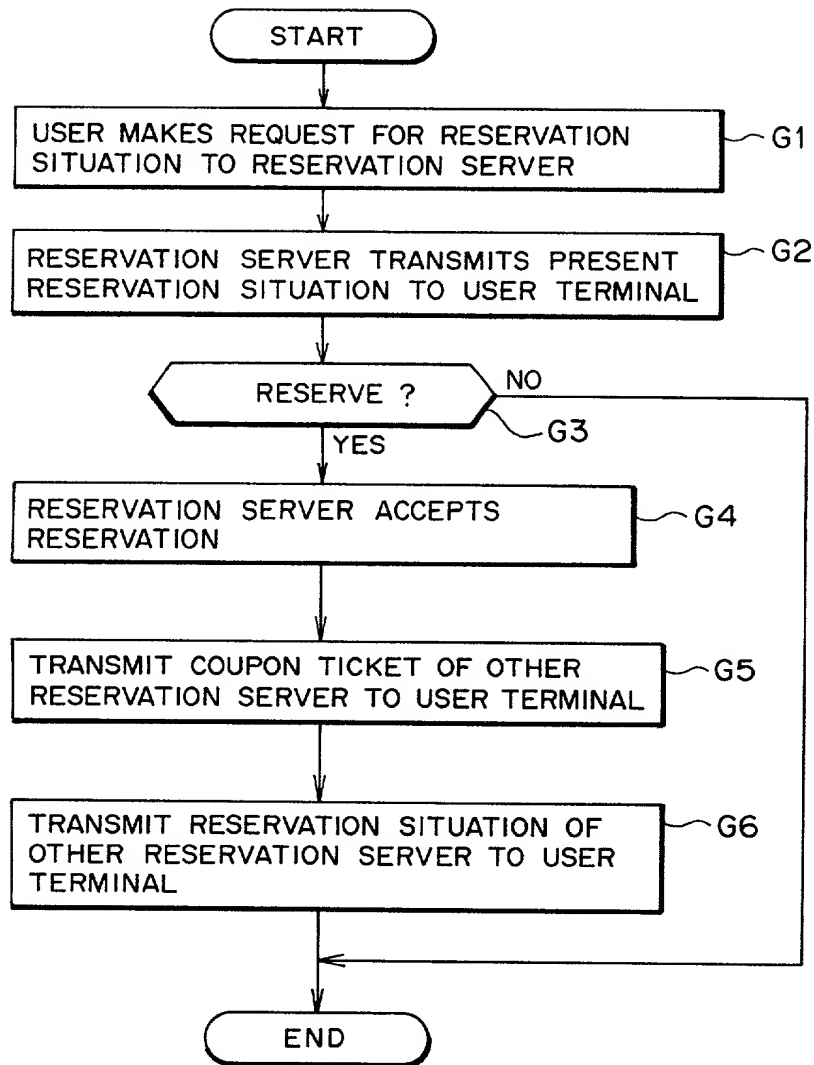 START
USER MAKES REQUEST FOR RESERVATION
SITUATION TO RESERVATION SERVER
G1
RESERVATION SERVER TRANSMITS PRESENT
RESERVATION SITUATION TO USER TERMINAL
G2
RESERVE ?
NO
G3
YES
RESERVATION SERVER ACCEPTS
RESERVATION
G4
TRANSMIT COUPON TICKET OF OTHER
RESERVATION SERVER TO USER TERMINAL
G5
TRANSMIT RESERVATION SITUATION OF
OTHER RESERVATION SERVER TO USER
TERMINAL
G6
END